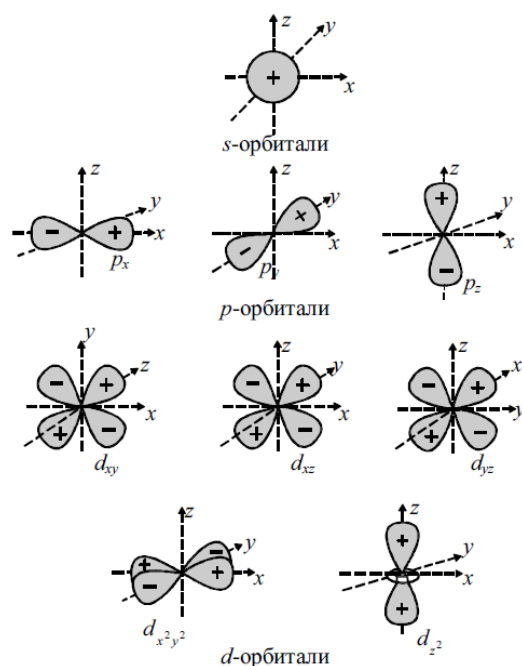 z
y
+
x
s-орбитали
z z z
y y y
- + x
+ - x
+ - x
p_x p_y p_z
p-орбитали
y z z
z y x
- + + - x
- + + - x
- + + - y
d_xy d_xz d_yz
z z
y y
+ - - + x
+ + x
d_x²y² d_z²
d-орбитали